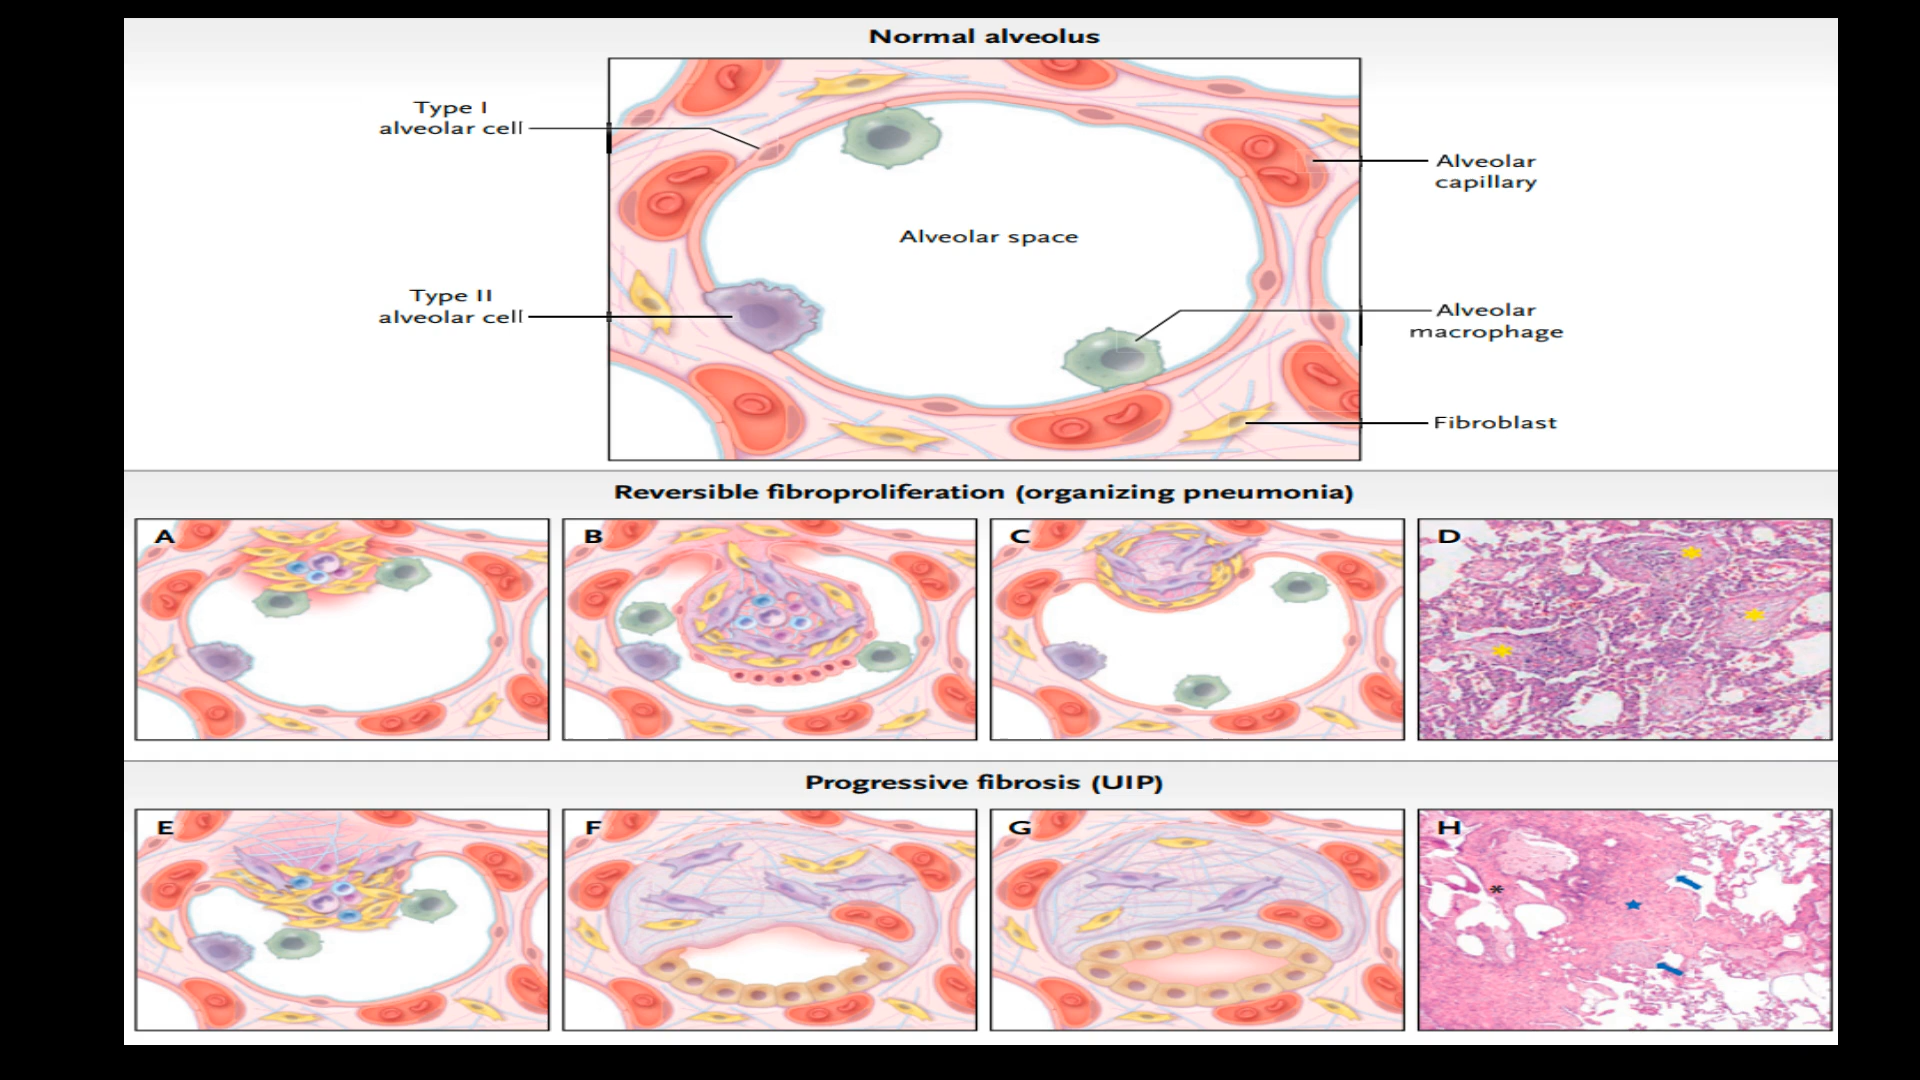 Normal alveolus
Type I
alveolar cell
Alveolar
capillary
Alveolar space
Type II
alveolar cell
Alveolar
macrophage
Fibroblast
Reversible fibroproliferation (organizing pneumonia)
A
B
C
D
Progressive fibrosis (UIP)
E
F
G
H